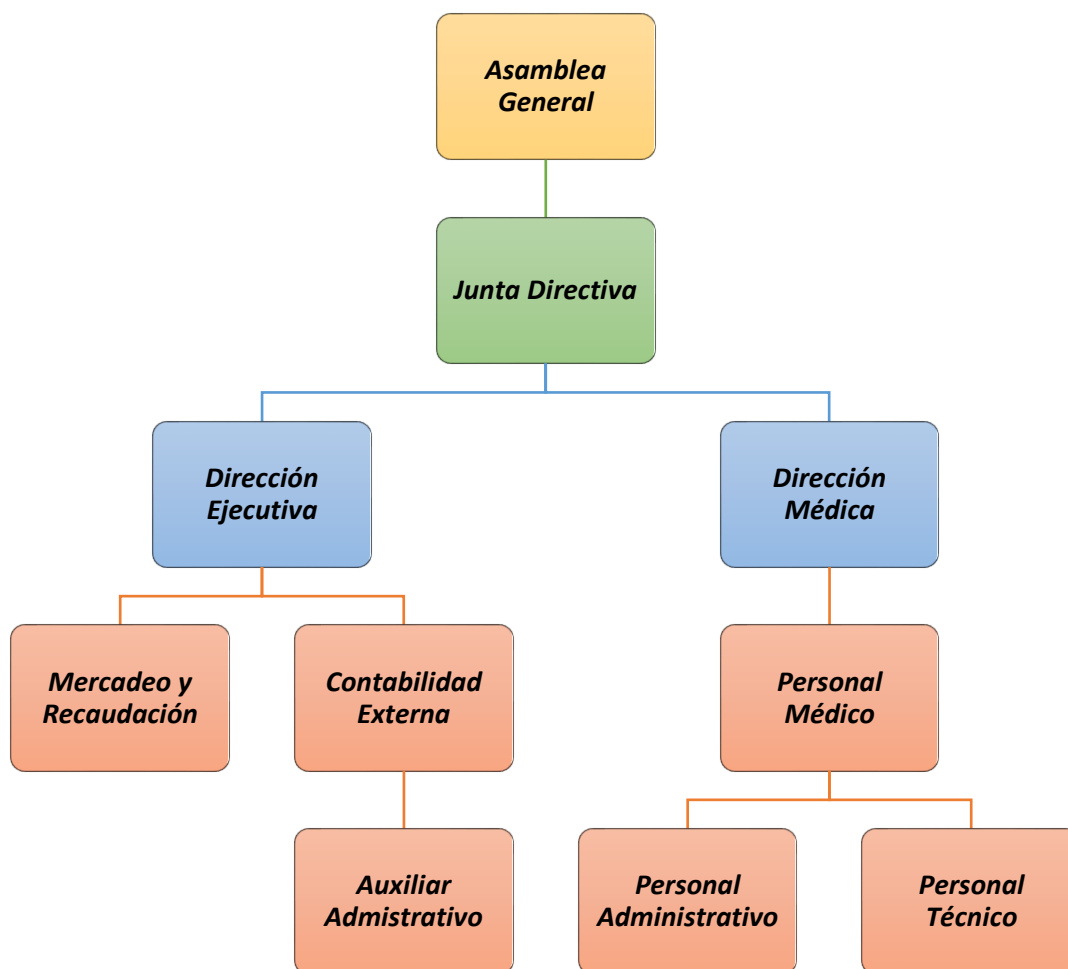 Asamblea
General
Junta Directiva
Dirección
Ejecutiva
Dirección
Médica
Mercadeo y
Recaudación
Contabilidad
Externa
Personal
Médico
Auxiliar
Admistrativo
Personal
Administrativo
Personal
Técnico